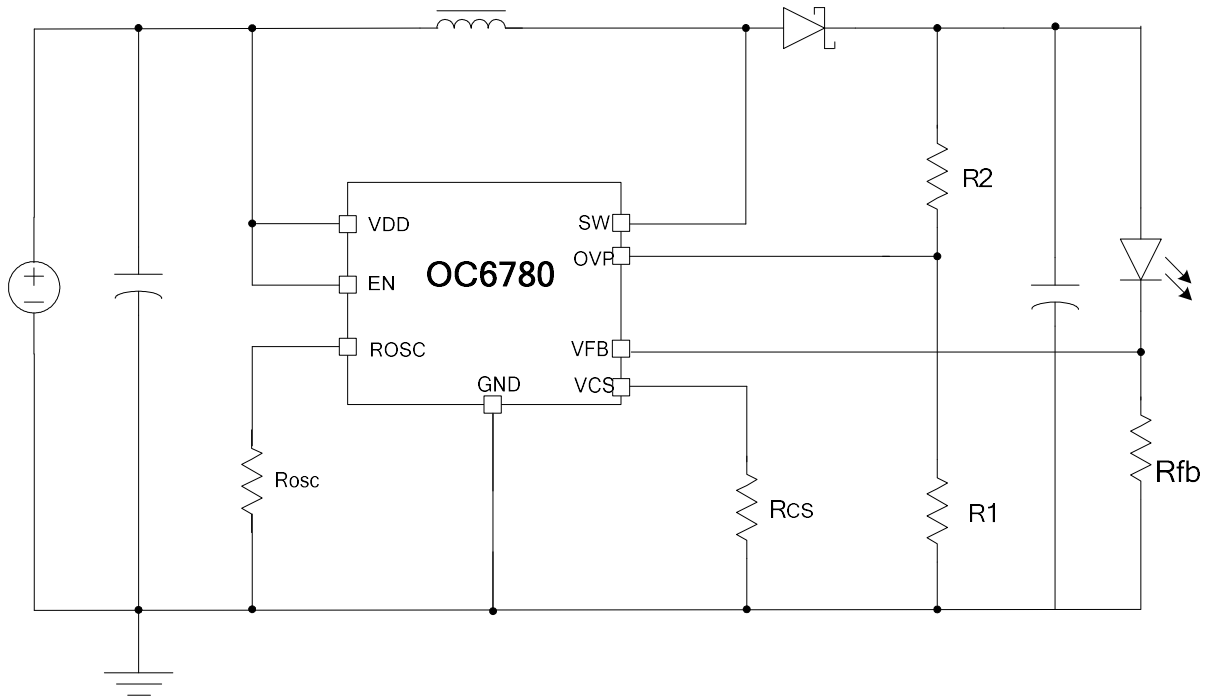 R2
VDD
SW
OVP
OC6780
EN
ROSC
VFB
GND
VCS
Rosc
RCS
R1
Rfb